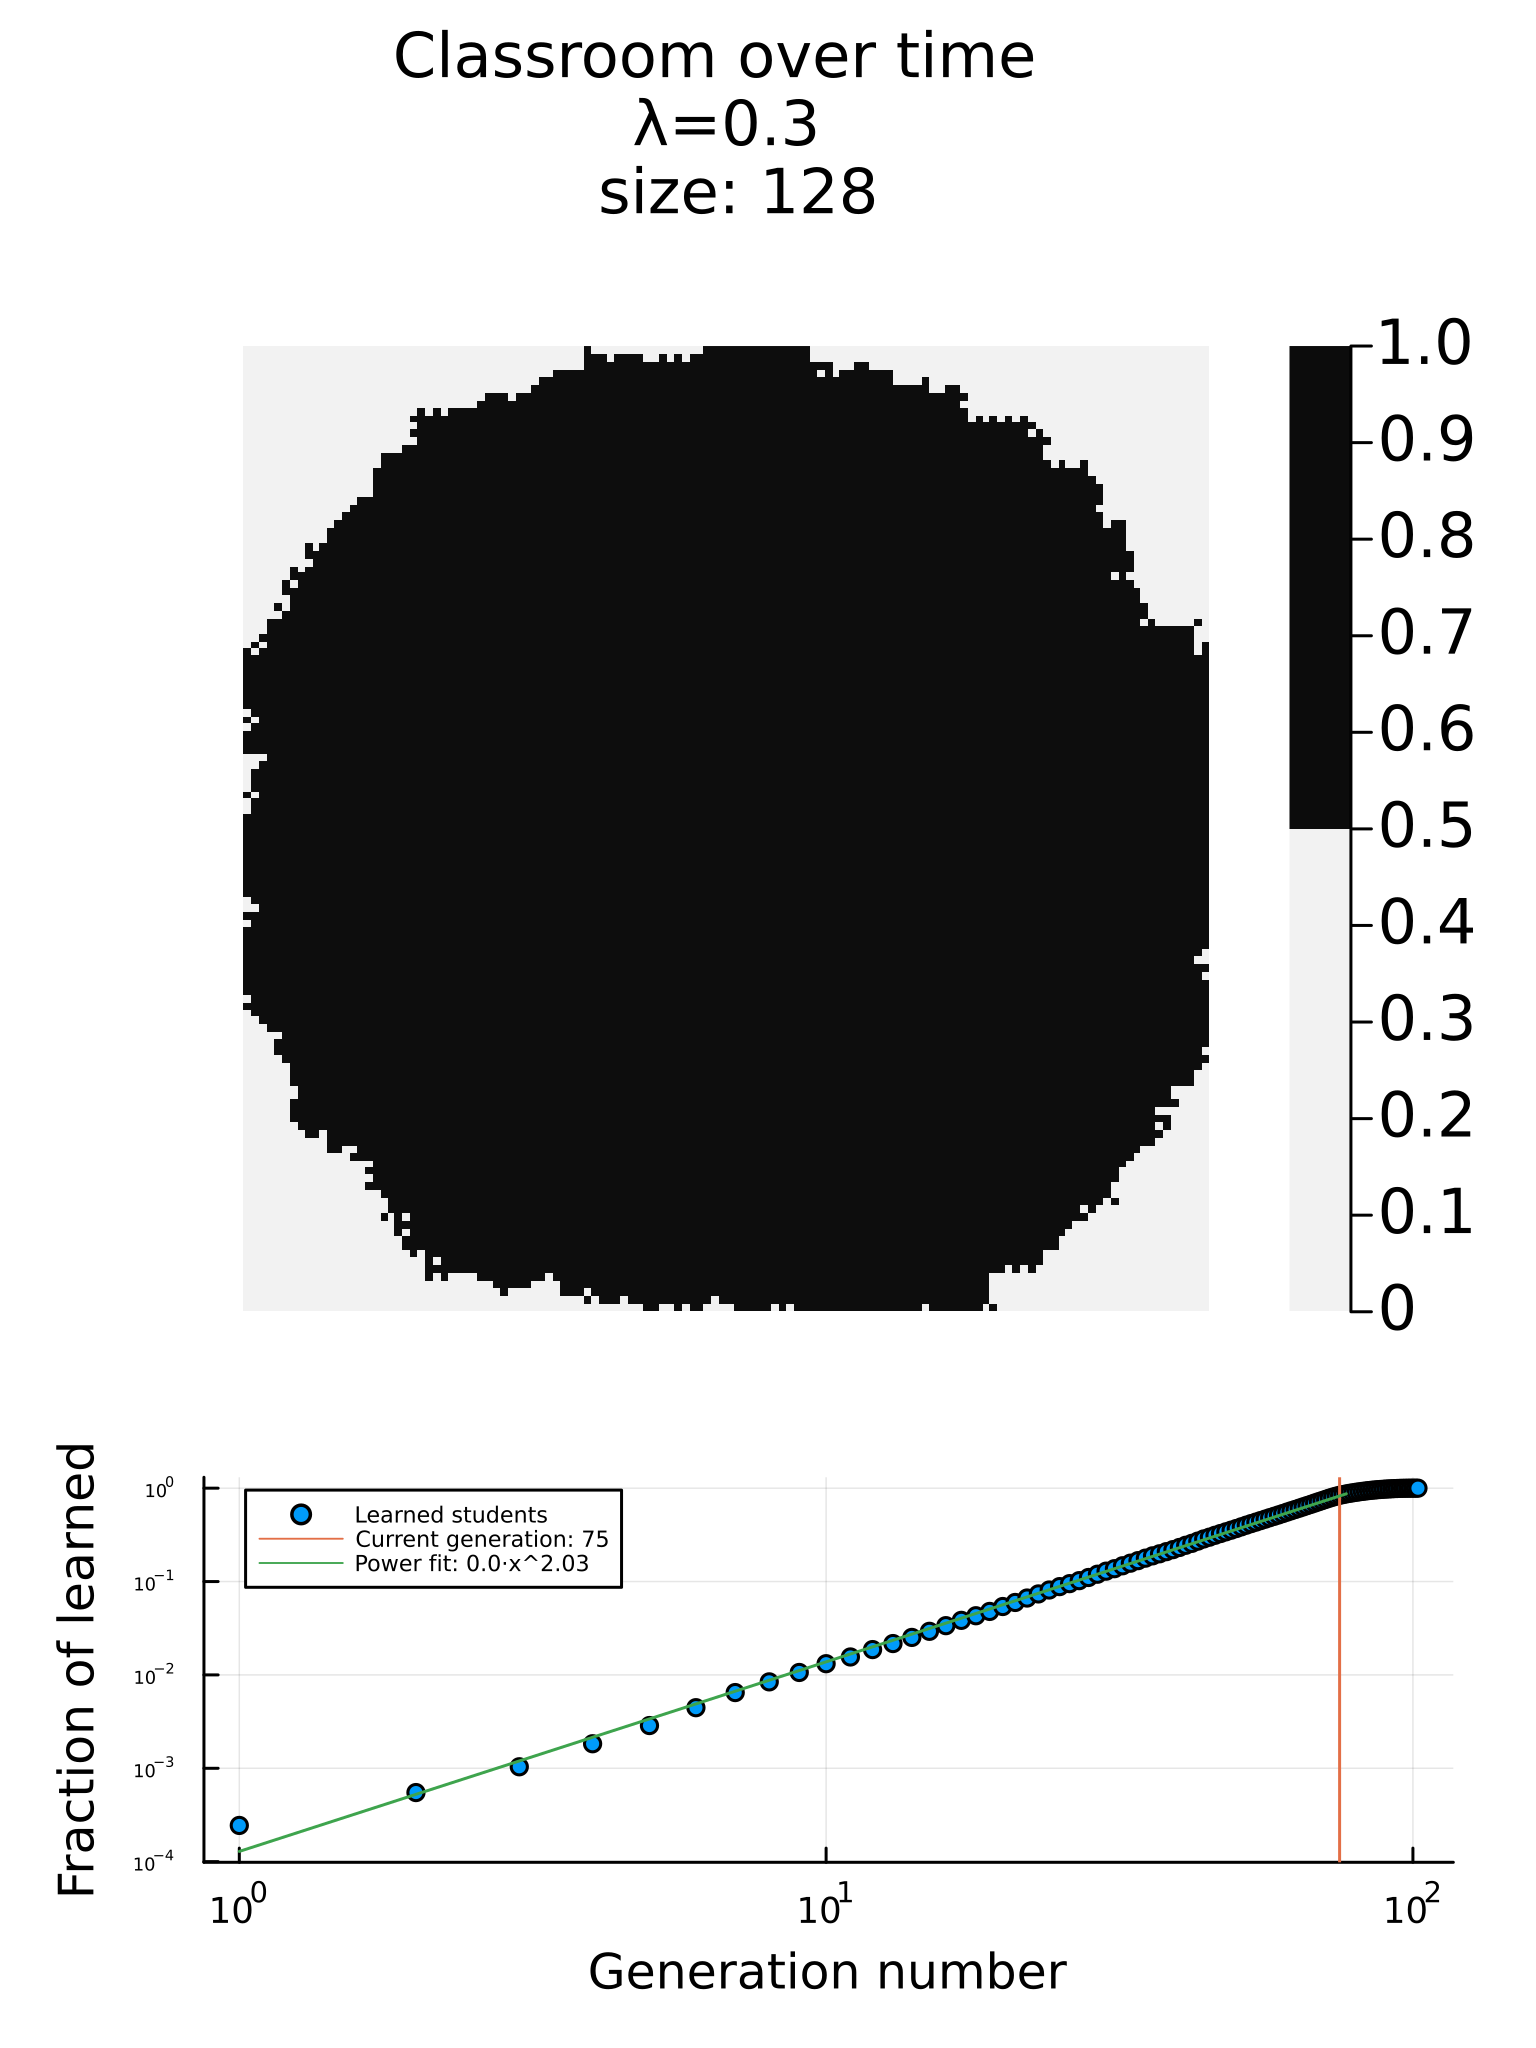 Classroom over time
λ=0.3
size: 128
1.0
0.9
0.8
0.7
0.6
0.5
0.4
0.3
0.2
0.1
0
Fraction of learned
10^0
10^-1
10^-2
10^-3
10^-4
Learned students
Current generation: 75
Power fit: 0.0·x^2.03
10^0 10^1 10^2
Generation number